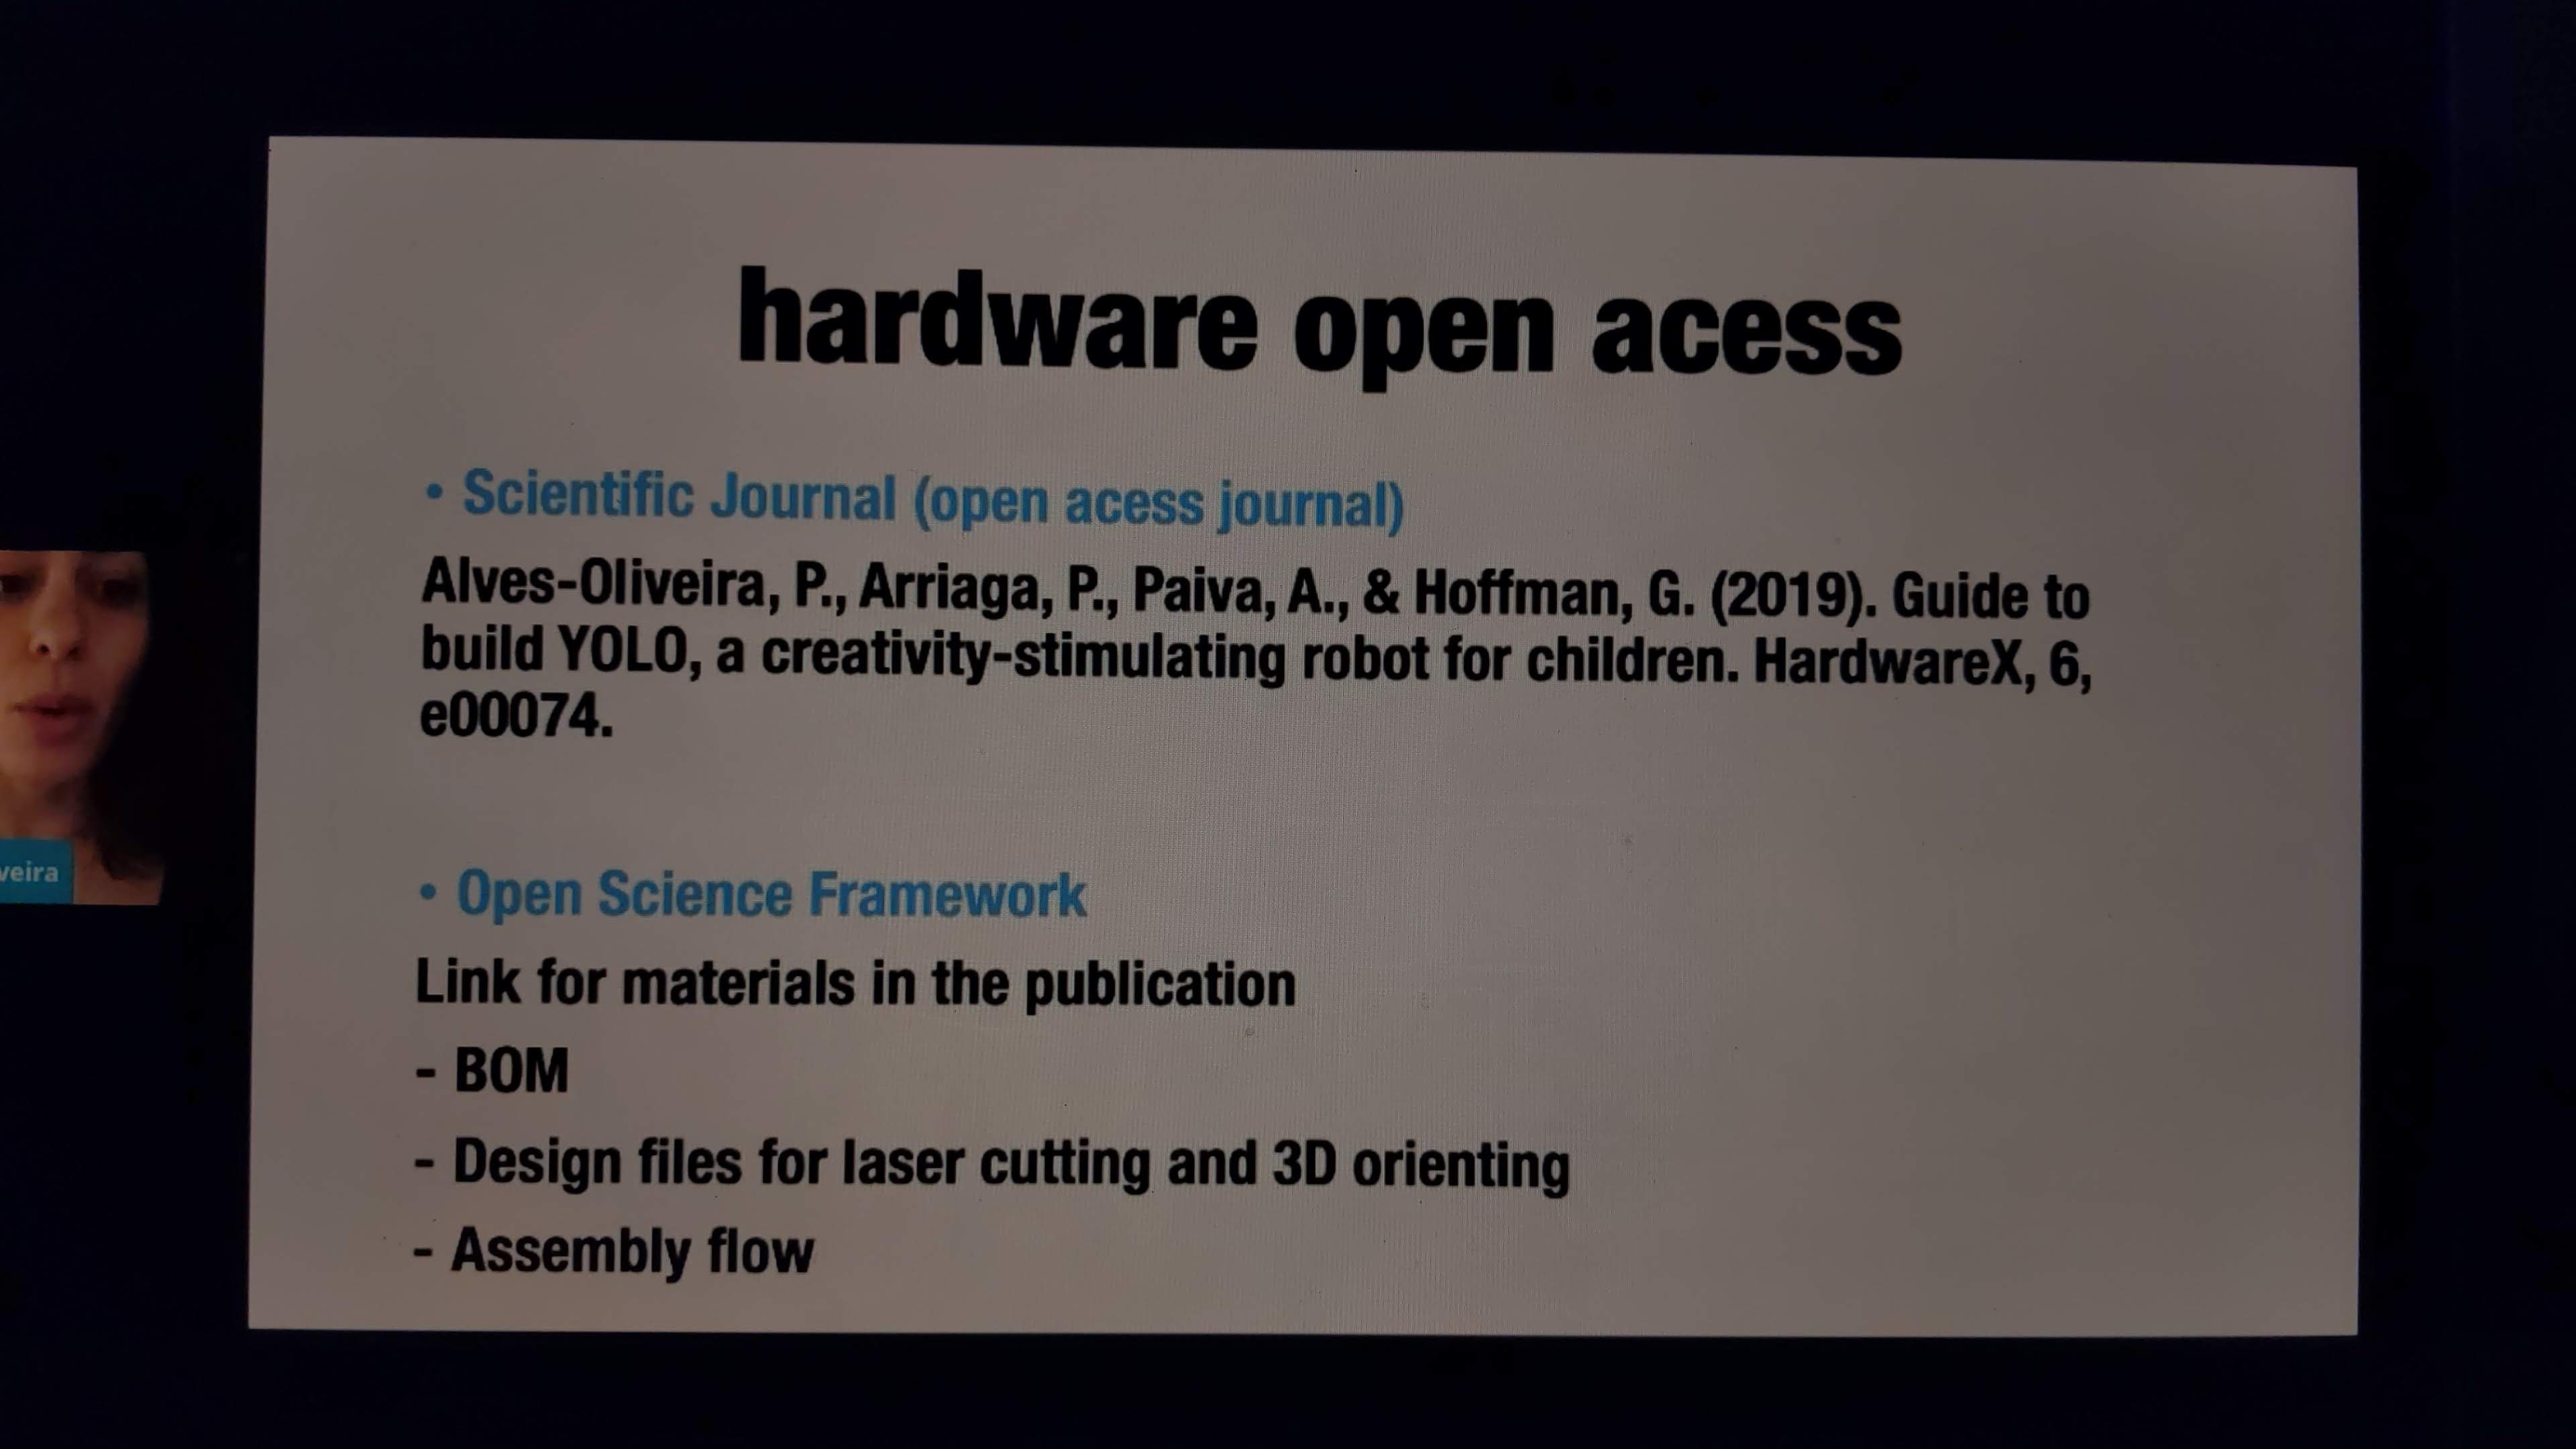 hardware open acess
• Scientific Journal (open acess journal)
Alves-Oliveira, P., Arriaga, P., Paiva, A., & Hoffman, G. (2019). Guide to
build YOLO, a creativity-stimulating robot for children. HardwareX, 6,
e00074.
veira
• Open Science Framework
Link for materials in the publication
- BOM
- Design files for laser cutting and 3D orienting
- Assembly flow